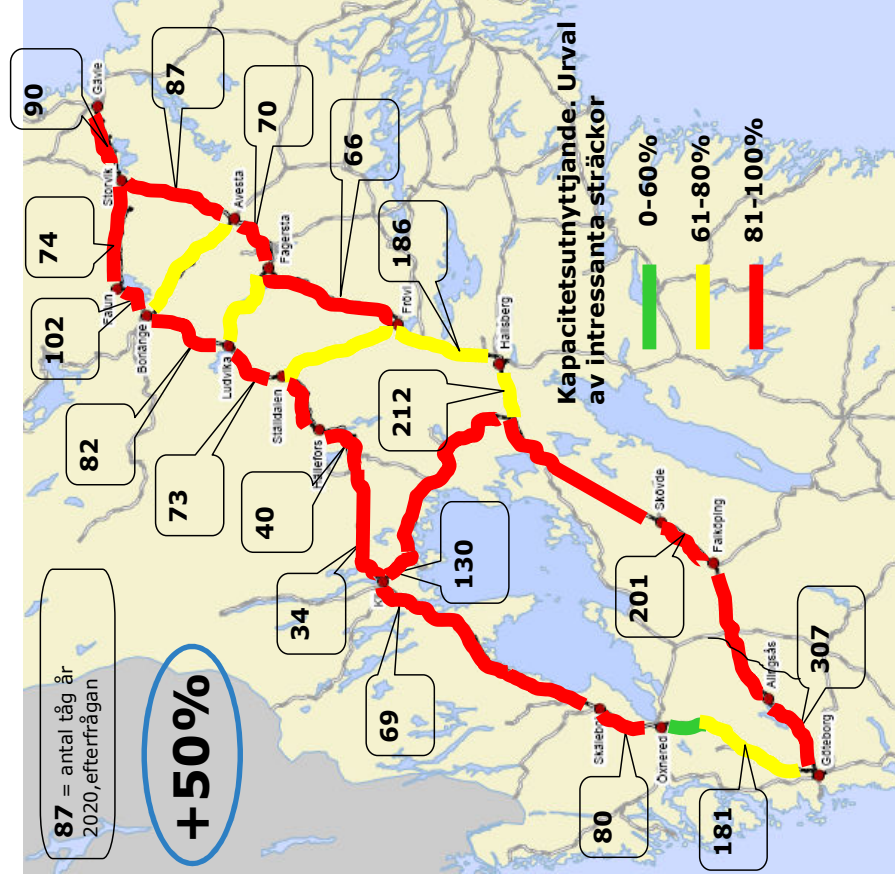 87 = antal tåg år
2020,efterfrågan
+50%
90
87
74
70
102
66
82
186
73
212
40
34
130
69
201
80
307
181
Gävle
Storvik
Falun
Borlänge
Avesta
Fagersta
Ludvika
Ställdalen
Hällefors
Frövi
Hallsberg
Skövde
Falköping
Alingsås
Göteborg
Öxnered
Kapacitetsutnyttjande. Urval
av intressanta sträckor
0-60%
61-80%
81-100%